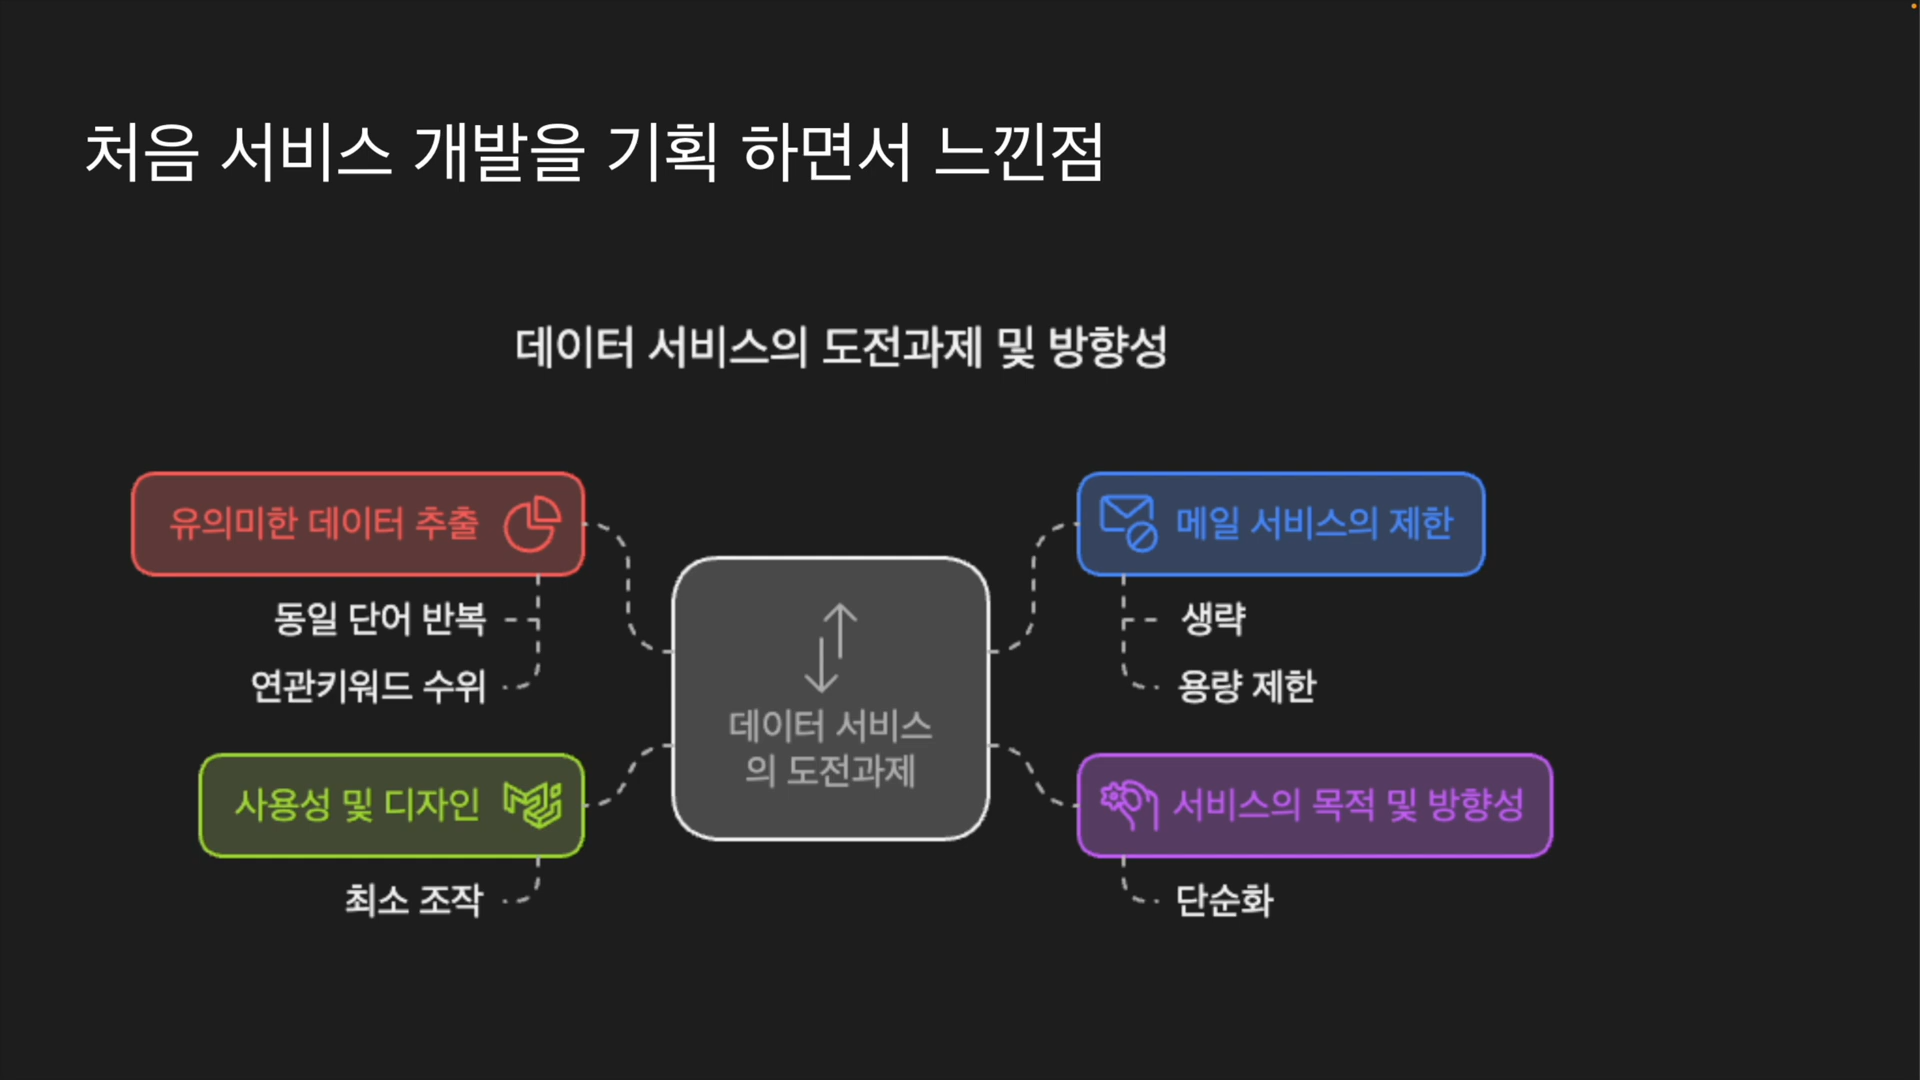 처음 서비스 개발을 기획 하면서 느낀점
데이터 서비스의 도전과제 및 방향성
유의미한 데이터 추출
동일 단어 반복
연관키워드 수위
사용성 및 디자인
최소 조작
데이터 서비스
의 도전과제
메일 서비스의 제한
생략
용량 제한
서비스의 목적 및 방향성
단순화